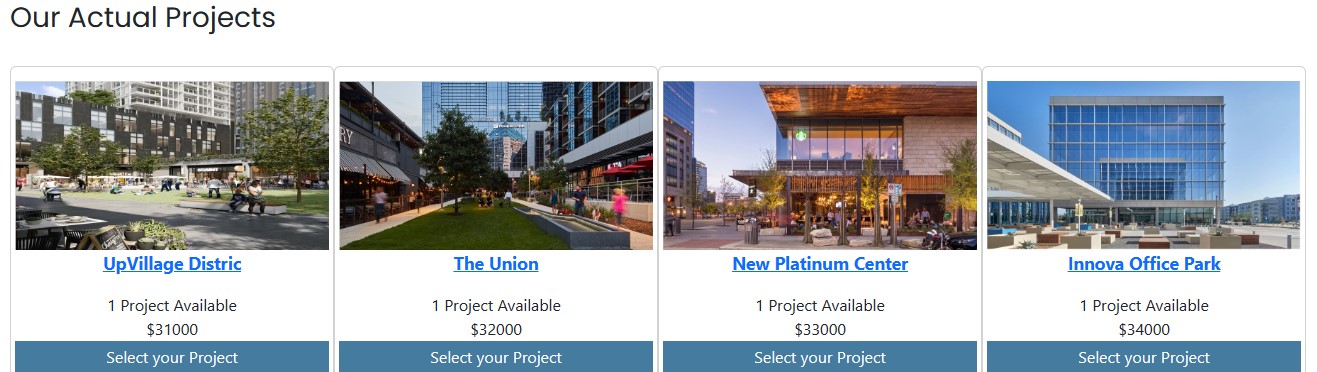 Our Actual Projects
UpVillage Distric
1 Project Available
$31000
Select your Project
RY
The Union
1 Project Available
$32000
Select your Project
New Platinum Center
1 Project Available
$33000
Select your Project
Innova Office Park
1 Project Available
$34000
Select your Project